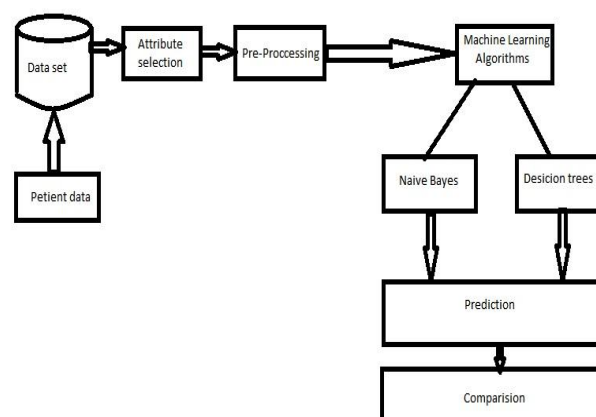 Data set
Attribute
selection
Pre-Proccessing
Machine Learning
Algorithms
Petient data
Naive Bayes
Desicion trees
Prediction
Comparision